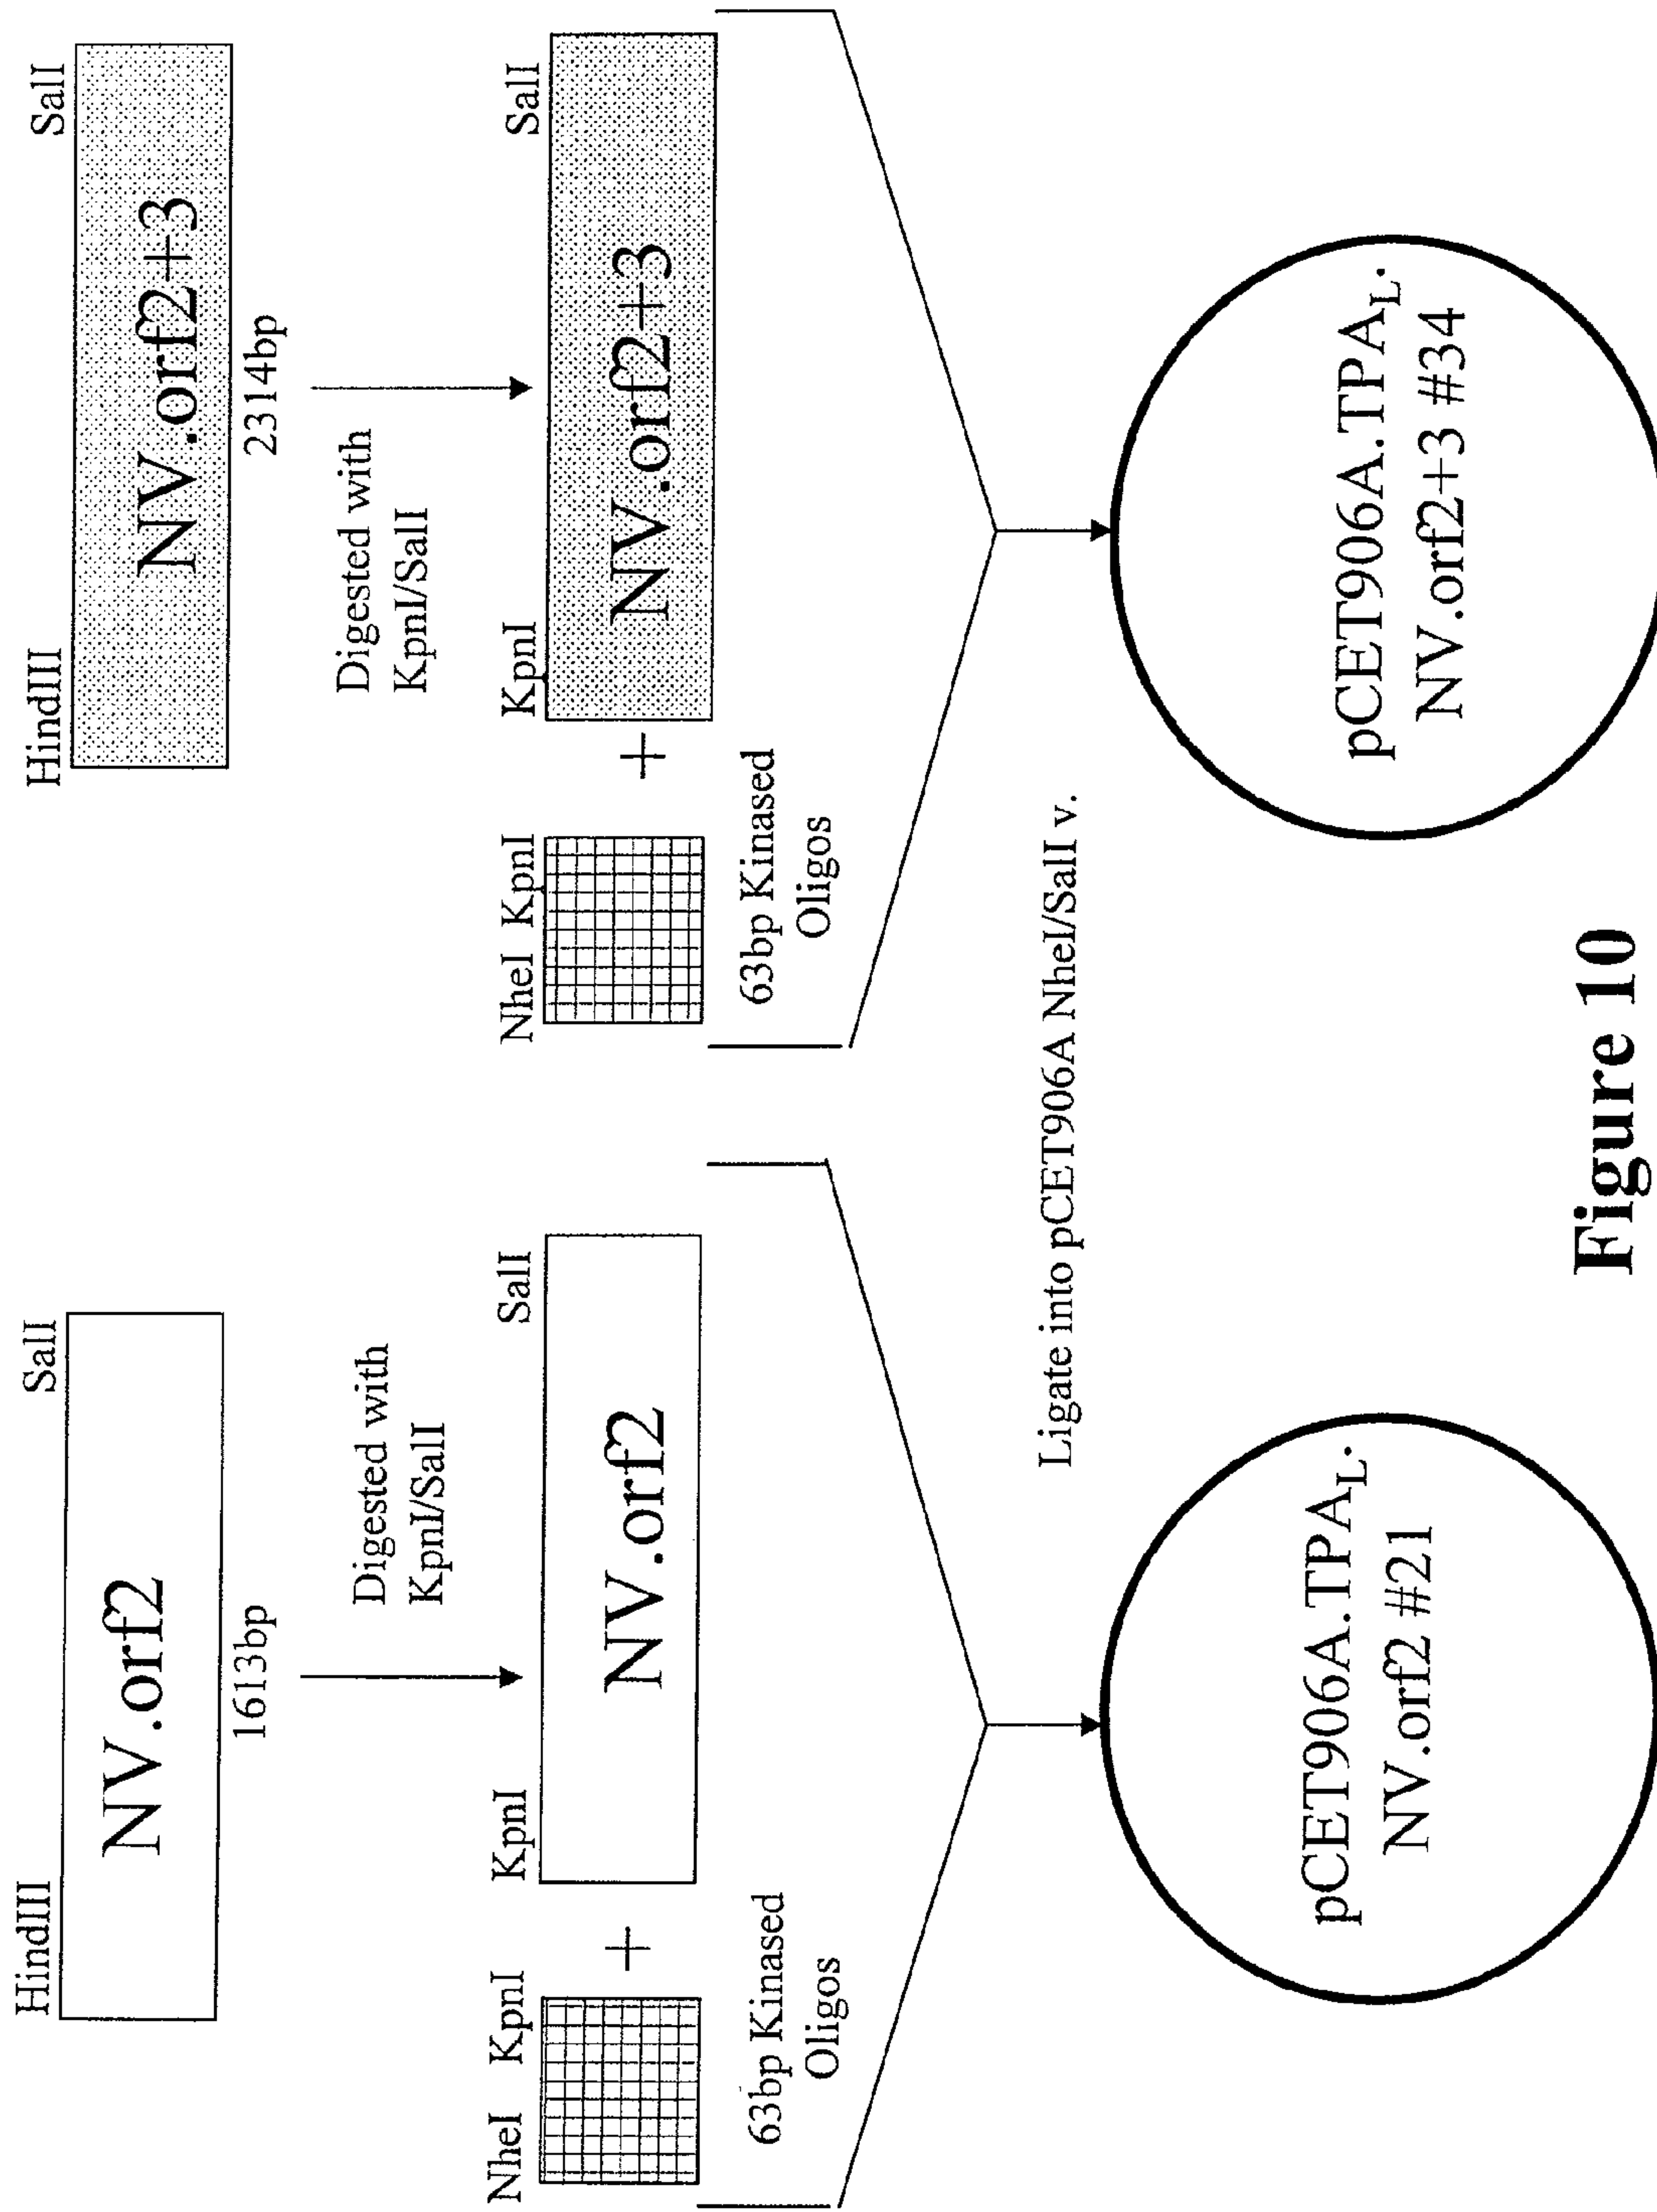 HindIII SalI
NV.orf2
1613bp
Digested with
KpnI/SalI
NheI KpnI
+
KpnI SalI
NV.orf2
63bp Kinased
Oligos
pCET906A.TPAL.
NV.orf2 #21
HindIII SalI
NV.orf2+3
2314bp
Digested with
KpnI/SalI
NheI KpnI
+
KpnI SalI
NV.orf2+3
63bp Kinased
Oligos
Ligate into pCET906A NheI/SalI v.
pCET906A.TPAL.
NV.orf2+3 #34
Figure 10